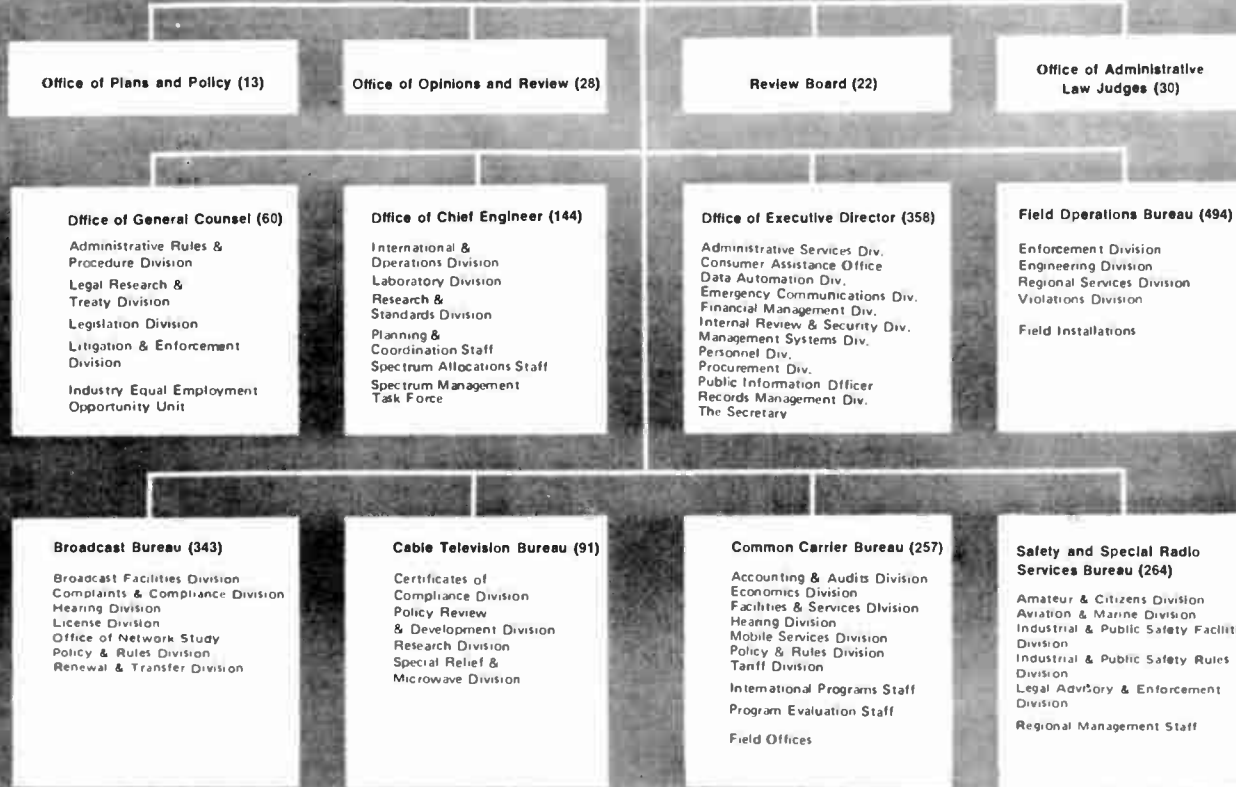 Office of Plans and Policy (13)
Office of Opinions and Review (28)
Review Board (22)
Office of Administrative
Law Judges (30)
Office of General Counsel (60)
Administrative Rules &
Procedure Division
Legal Research &
Treaty Division
Legislation Division
Litigation & Enforcement
Division
Industry Equal Employment
Opportunity Unit
Office of Chief Engineer (144)
International &
Operations Division
Laboratory Division
Research &
Standards Division
Planning &
Coordination Staff
Spectrum Allocations Staff
Spectrum Management
Task Force
Office of Executive Director (358)
Administrative Services Div.
Consumer Assistance Office
Data Automation Div.
Emergency Communications Div.
Financial Management Div.
Internal Review & Security Div.
Management Systems Div.
Personnel Div.
Procurement Div.
Public Information Officer
Records Management Div.
The Secretary
Field Operations Bureau (494)
Enforcement Division
Engineering Division
Regional Services Division
Violations Division
Field Installations
Broadcast Bureau (343)
Broadcast Facilities Division
Complaints & Compliance Division
Hearing Division
License Division
Office of Network Study
Policy & Rules Division
Renewal & Transfer Division
Cable Television Bureau (91)
Certificates of
Compliance Division
Policy Review
& Development Division
Research Division
Special Relief &
Microwave Division
Common Carrier Bureau (257)
Accounting & Audits Division
Economics Division
Facilities & Services Division
Hearing Division
Mobile Services Division
Policy & Rules Division
Tariff Division
International Programs Staff
Program Evaluation Staff
Field Offices
Safety and Special Radio
Services Bureau (264)
Amateur & Citizens Division
Aviation & Marine Division
Industrial & Public Safety Facilit
Division
Industrial & Public Safety Rules
Division
Legal Advisory & Enforcement
Division
Regional Management Staff